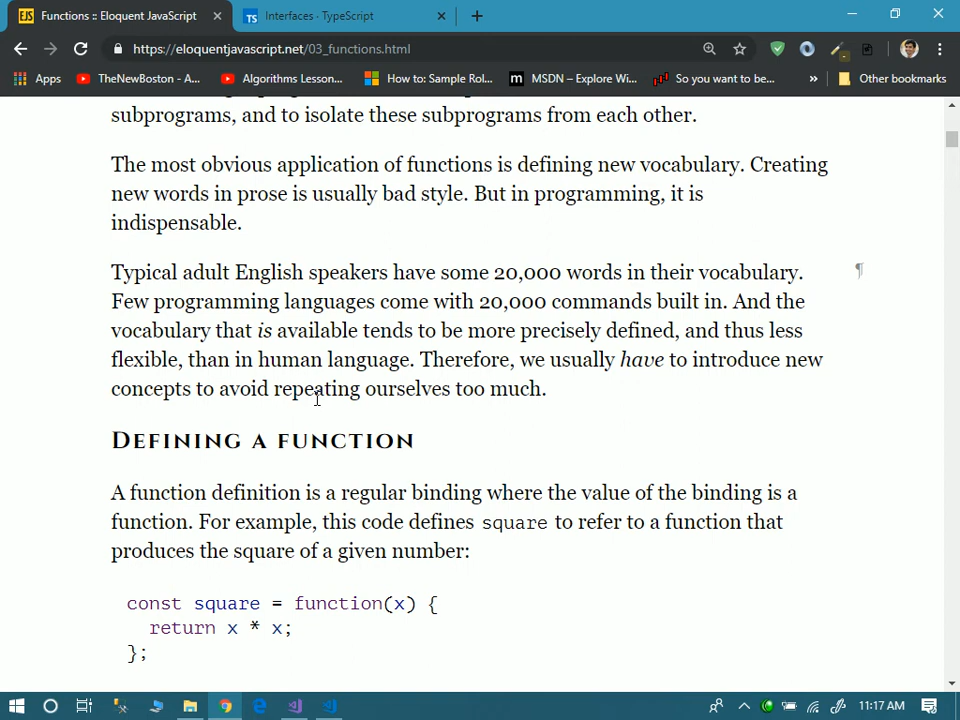 Functions :: Eloquent JavaScript
Interfaces · TypeScript
https://eloquentjavascript.net/03_functions.html
Apps
TheNewBoston - A...
Algorithms Lesson...
How to: Sample Rol...
MSDN – Explore Wi...
So you want to be...
»
Other bookmarks
subprograms, and to isolate these subprograms from each other.
The most obvious application of functions is defining new vocabulary. Creating
new words in prose is usually bad style. But in programming, it is
indispensable.
Typical adult English speakers have some 20,000 words in their vocabulary.
¶
Few programming languages come with 20,000 commands built in. And the
vocabulary that is available tends to be more precisely defined, and thus less
flexible, than in human language. Therefore, we usually have to introduce new
concepts to avoid repeating ourselves too much.
DEFINING A FUNCTION
A function definition is a regular binding where the value of the binding is a
function. For example, this code defines square to refer to a function that
produces the square of a given number:
const square = function(x) {
return x * x;
};
11:17 AM